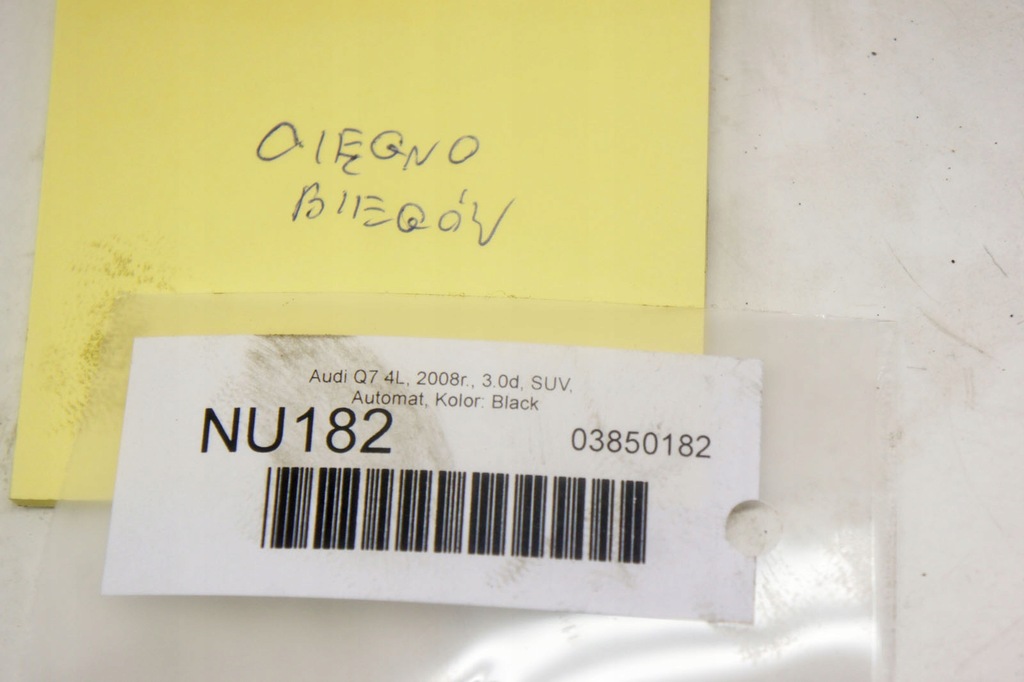 CIĘGNO
BIEGÓW
Audi Q7 4L, 2008r., 3.0d, SUV,
Automat, Kolor: Black
NU182
03850182